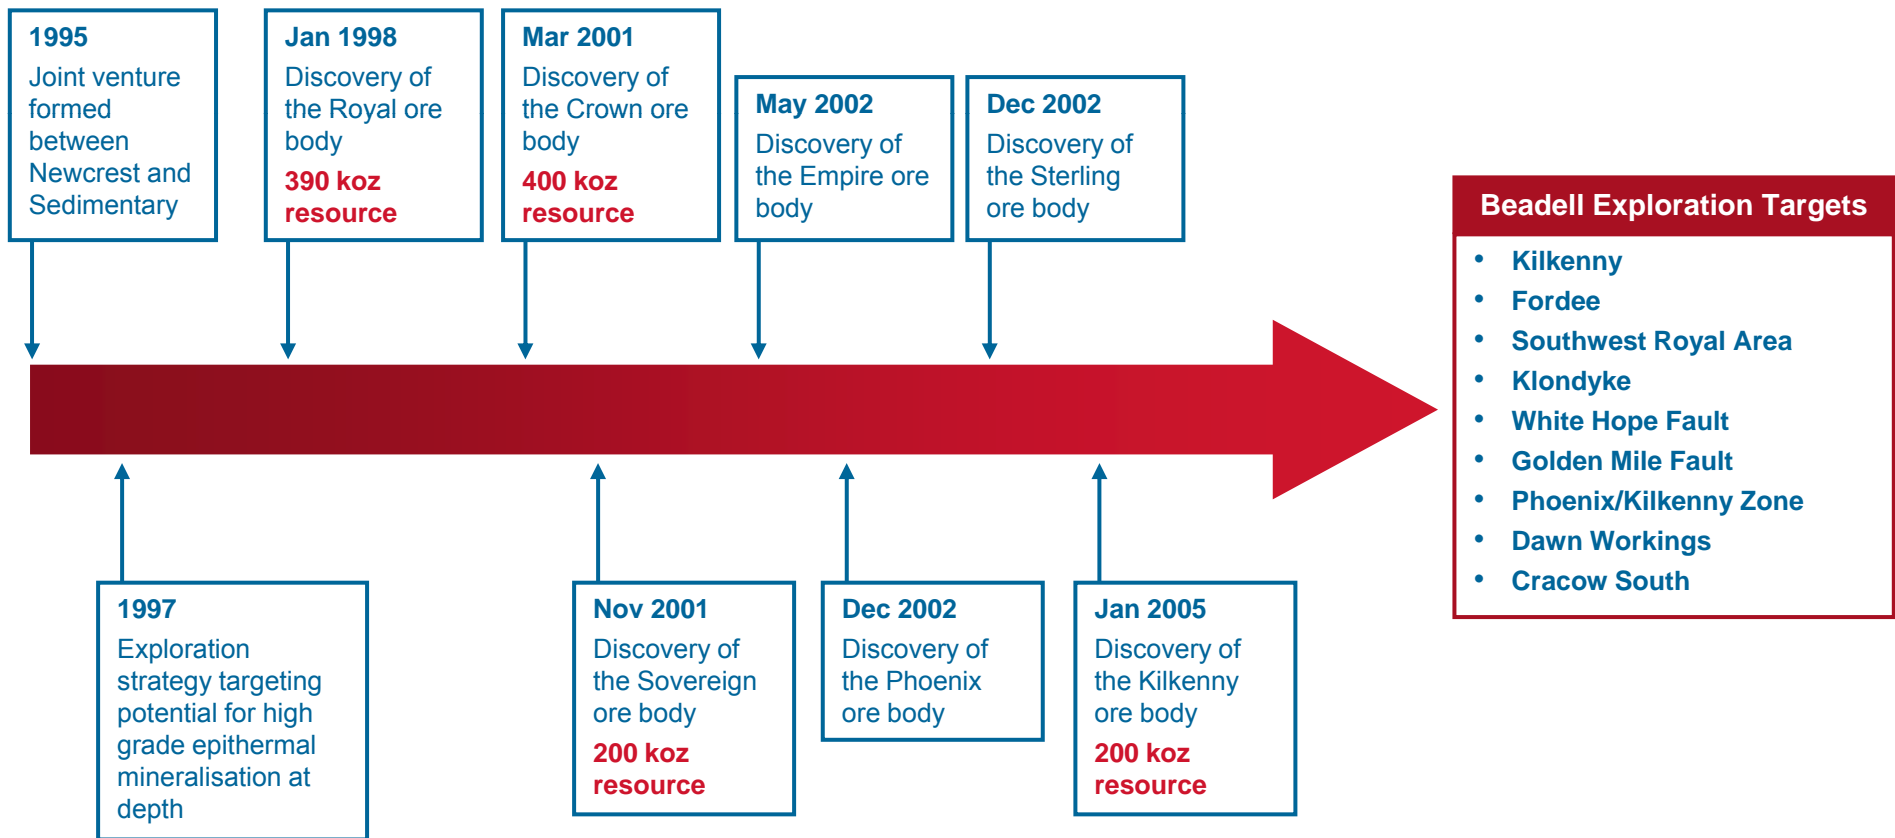 1995
Joint venture
formed
between
Newcrest and
Sedimentary
Jan 1998
Discovery of
the Royal ore
body
390 koz
resource
Mar 2001
Discovery of
the Crown ore
body
400 koz
resource
May 2002
Discovery of
the Empire ore
body
Dec 2002
Discovery of
the Sterling
ore body
1997
Exploration
strategy targeting
potential for high
grade epithermal
mineralisation at
depth
Nov 2001
Discovery of
the Sovereign
ore body
200 koz
resource
Dec 2002
Discovery of
the Phoenix
ore body
Jan 2005
Discovery of
the Kilkenny
ore body
200 koz
resource
Beadell Exploration Targets
• Kilkenny
• Fordee
• Southwest Royal Area
• Klondyke
• White Hope Fault
• Golden Mile Fault
• Phoenix/Kilkenny Zone
• Dawn Workings
• Cracow South